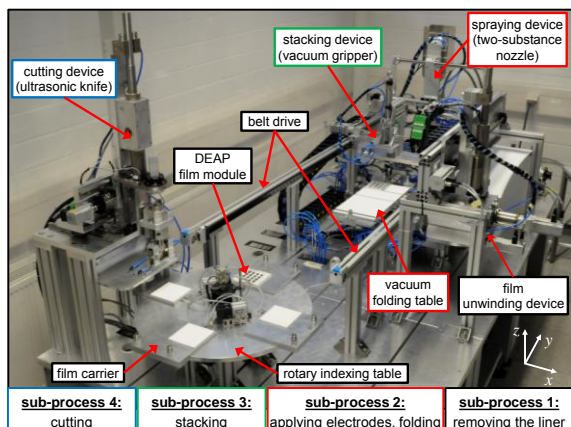 spraying device
(two-substance
nozzle)
stacking device
(vacuum gripper)
cutting device
(ultrasonic knife)
belt drive
DEAP
film module
vacuum
folding table
film
unwinding device
film carrier
rotary indexing table
z
y
x
sub-process 4:
cutting
sub-process 3:
stacking
sub-process 2:
applying electrodes, folding
sub-process 1:
removing the liner